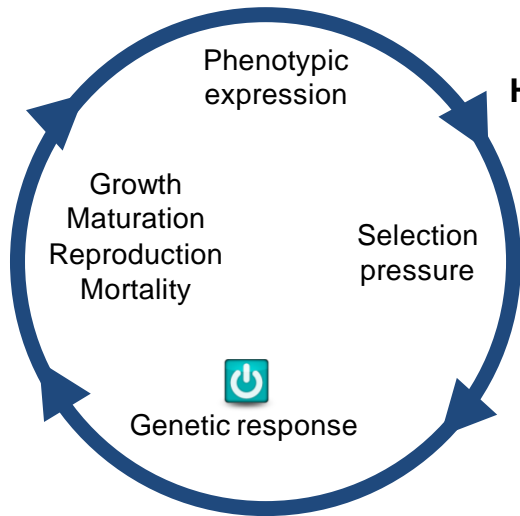 Phenotypic
expression
H
Growth
Maturation
Reproduction
Mortality
Selection
pressure
Genetic response